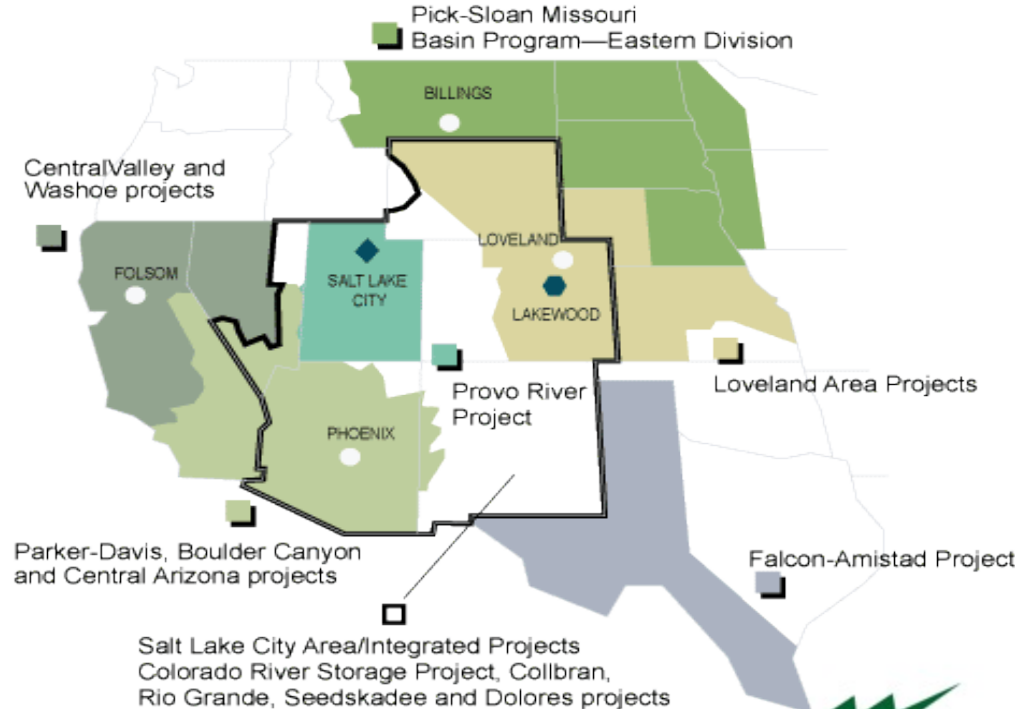 Pick-Sloan Missouri
Basin Program—Eastern Division
BILLINGS
CentralValley and
Washoe projects
LOVELAND
FOLSOM
SALT LAKE
CITY
LAKEWOOD
Loveland Area Projects
Provo River
Project
PHOENIX
Parker-Davis, Boulder Canyon
and Central Arizona projects
Falcon-Amistad Project
Salt Lake City Area/Integrated Projects
Colorado River Storage Project, Collbran,
Rio Grande, Seedskadee and Dolores projects